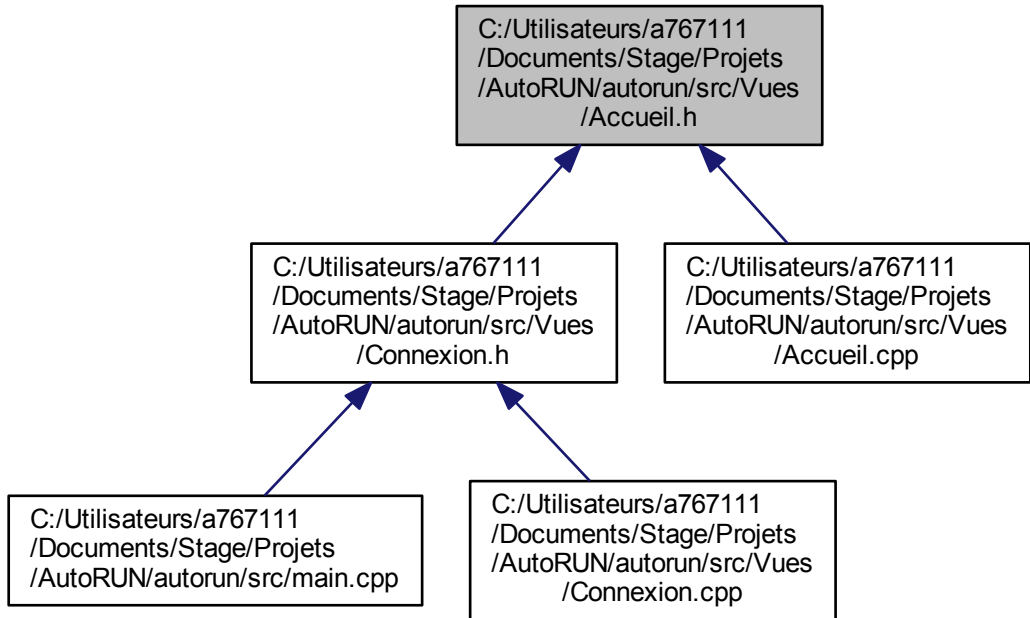 C:/Utilisateurs/a767111
/Documents/Stage/Projets
/AutoRUN/autorun/src/Vues
/Accueil.h
C:/Utilisateurs/a767111
/Documents/Stage/Projets
/AutoRUN/autorun/src/Vues
/Connexion.h
C:/Utilisateurs/a767111
/Documents/Stage/Projets
/AutoRUN/autorun/src/Vues
/Accueil.cpp
C:/Utilisateurs/a767111
/Documents/Stage/Projets
/AutoRUN/autorun/src/main.cpp
C:/Utilisateurs/a767111
/Documents/Stage/Projets
/AutoRUN/autorun/src/Vues
/Connexion.cpp